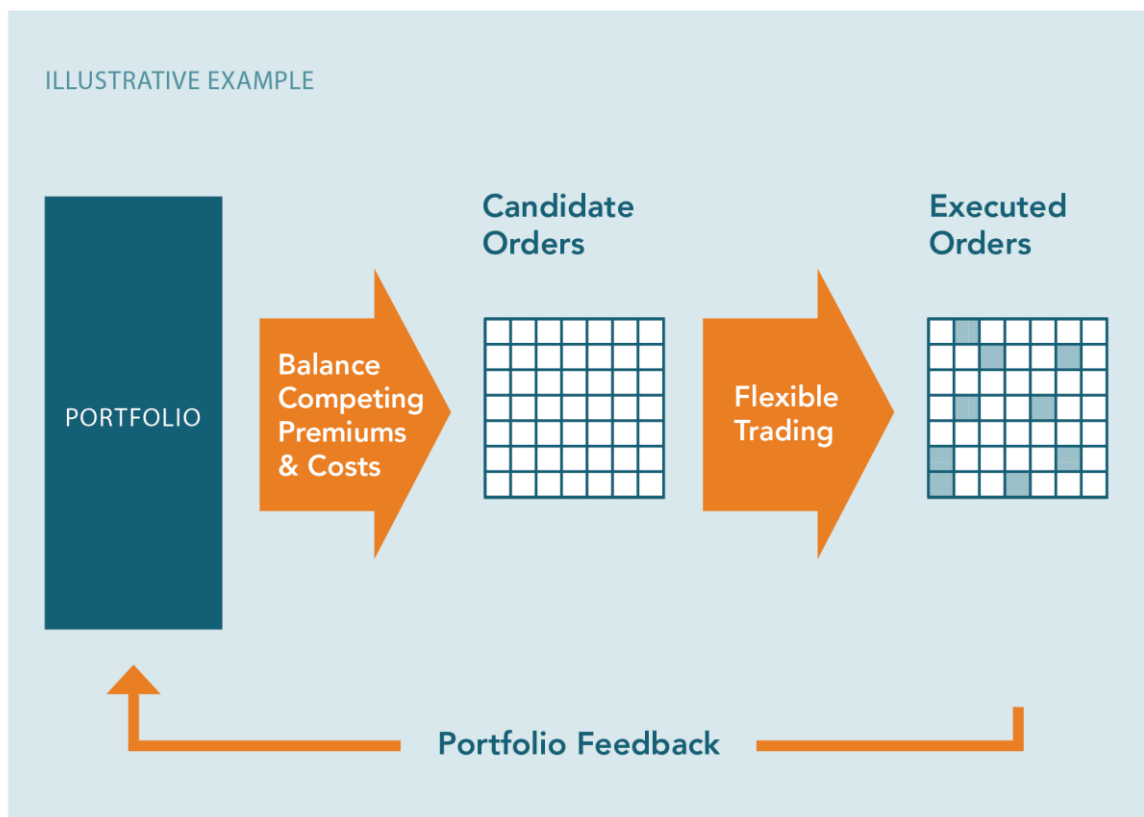 ILLUSTRATIVE EXAMPLE
PORTFOLIO
Balance
Competing
Premiums
& Costs
Candidate
Orders
Flexible
Trading
Executed
Orders
Portfolio Feedback